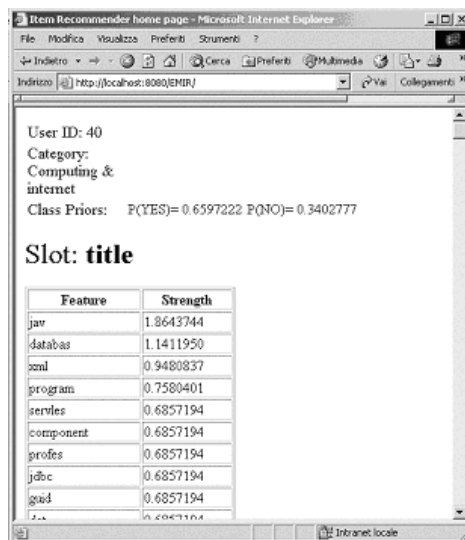 Item Recommender home page - Microsoft Internet Explorer
File Modifica Visualizza Preferiti Strumenti ?
Indietro Cerca Preferiti Multimedia
Indirizzo http://localhost:8080/EMIR/ Vai Collegamenti
User ID: 40
Category:
Computing &
internet
Class Priors: P(YES)= 0.6597222 P(NO)= 0.3402777
Slot: title
Feature Strength
jav 1.8643744
databas 1.1411950
xml 0.9480837
program 0.7580401
servles 0.6857194
component 0.6857194
profes 0.6857194
jdbc 0.6857194
guid 0.6857194
0.6857194
Intranet locale